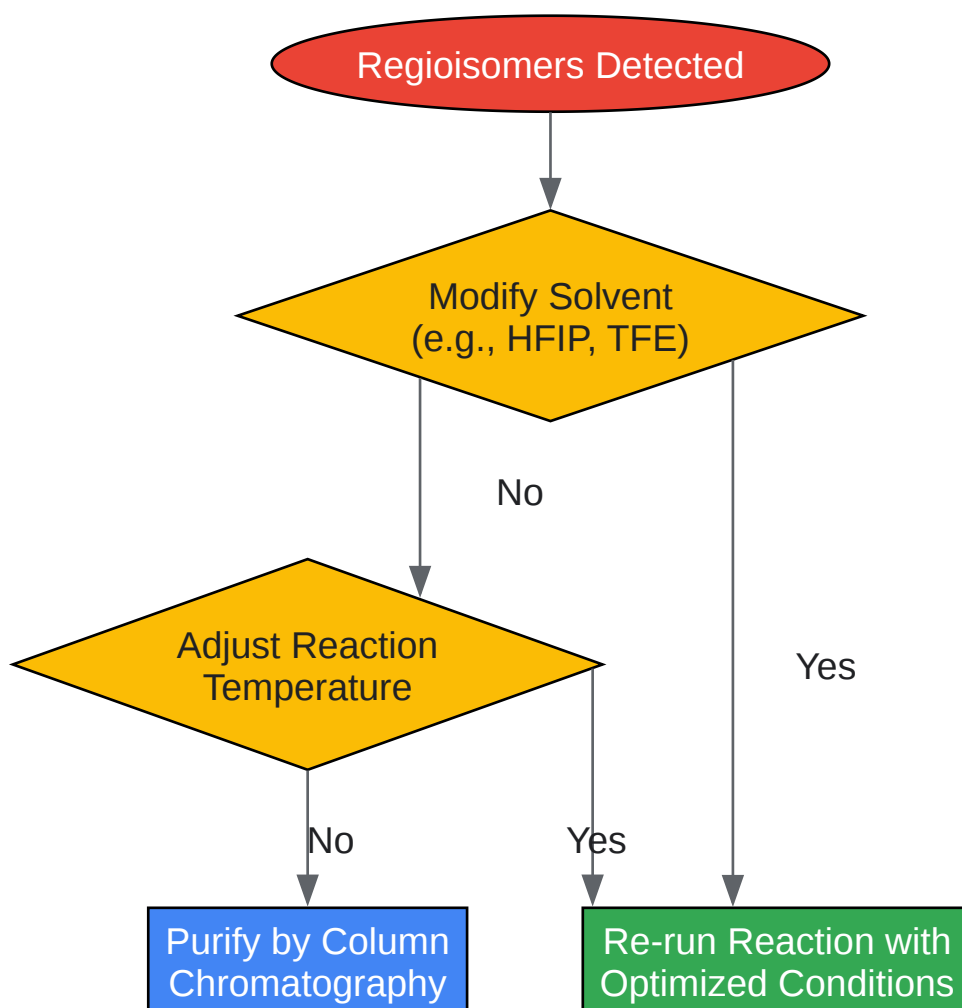 Regioisomers Detected
Modify Solvent
(e.g., HFIP, TFE)
No
Adjust Reaction
Temperature
Yes
No
Yes
Purify by Column
Chromatography
Re-run Reaction with
Optimized Conditions